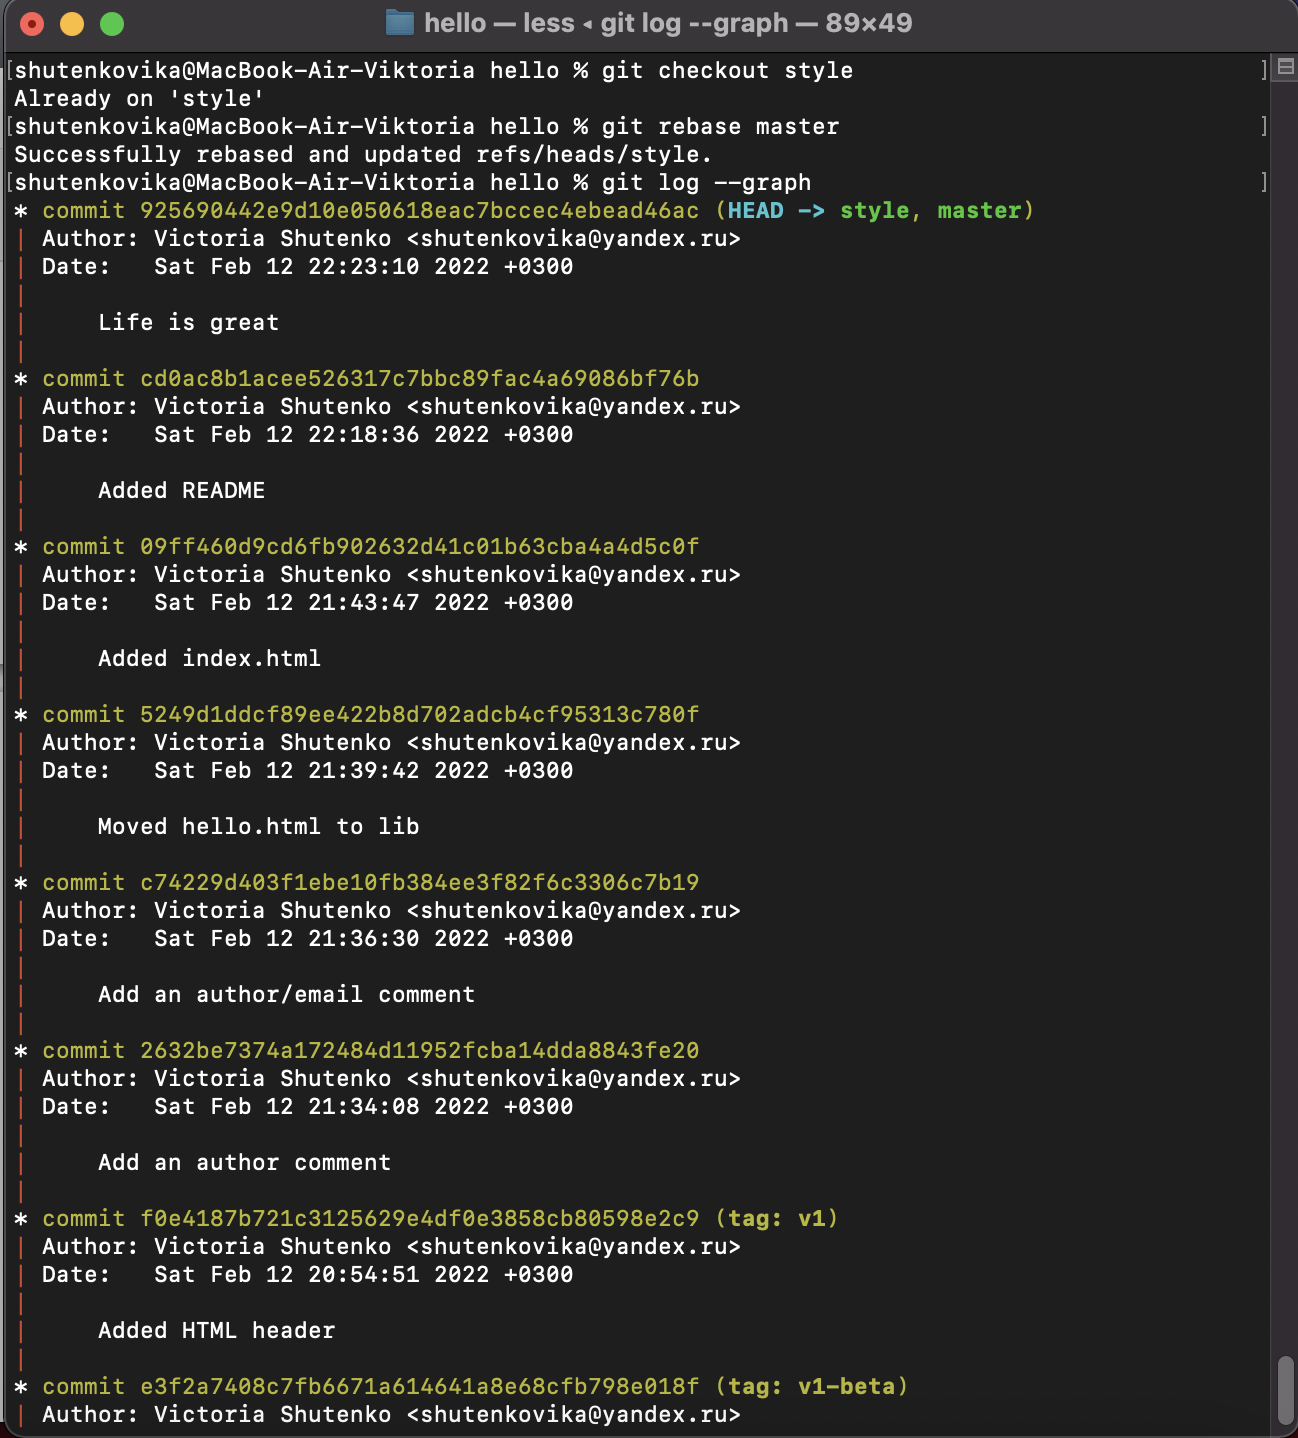 hello — less ◂ git log --graph — 89×49
[shutenkovika@MacBook-Air-Viktoria hello % git checkout style ]
Already on 'style'
[shutenkovika@MacBook-Air-Viktoria hello % git rebase master ]
Successfully rebased and updated refs/heads/style.
[shutenkovika@MacBook-Air-Viktoria hello % git log --graph ]
* commit 925690442e9d10e050618eac7bccec4ebead46ac (HEAD -> style, master)
| Author: Victoria Shutenko <shutenkovika@yandex.ru>
| Date:   Sat Feb 12 22:23:10 2022 +0300
|
|     Life is great
|
* commit cd0ac8b1acee526317c7bbc89fac4a69086bf76b
| Author: Victoria Shutenko <shutenkovika@yandex.ru>
| Date:   Sat Feb 12 22:18:36 2022 +0300
|
|     Added README
|
* commit 09ff460d9cd6fb902632d41c01b63cba4a4d5c0f
| Author: Victoria Shutenko <shutenkovika@yandex.ru>
| Date:   Sat Feb 12 21:43:47 2022 +0300
|
|     Added index.html
|
* commit 5249d1ddcf89ee422b8d702adcb4cf95313c780f
| Author: Victoria Shutenko <shutenkovika@yandex.ru>
| Date:   Sat Feb 12 21:39:42 2022 +0300
|
|     Moved hello.html to lib
|
* commit c74229d403f1ebe10fb384ee3f82f6c3306c7b19
| Author: Victoria Shutenko <shutenkovika@yandex.ru>
| Date:   Sat Feb 12 21:36:30 2022 +0300
|
|     Add an author/email comment
|
* commit 2632be7374a172484d11952fcba14dda8843fe20
| Author: Victoria Shutenko <shutenkovika@yandex.ru>
| Date:   Sat Feb 12 21:34:08 2022 +0300
|
|     Add an author comment
|
* commit f0e4187b721c3125629e4df0e3858cb80598e2c9 (tag: v1)
| Author: Victoria Shutenko <shutenkovika@yandex.ru>
| Date:   Sat Feb 12 20:54:51 2022 +0300
|
|     Added HTML header
|
* commit e3f2a7408c7fb6671a614641a8e68cfb798e018f (tag: v1-beta)
| Author: Victoria Shutenko <shutenkovika@yandex.ru>